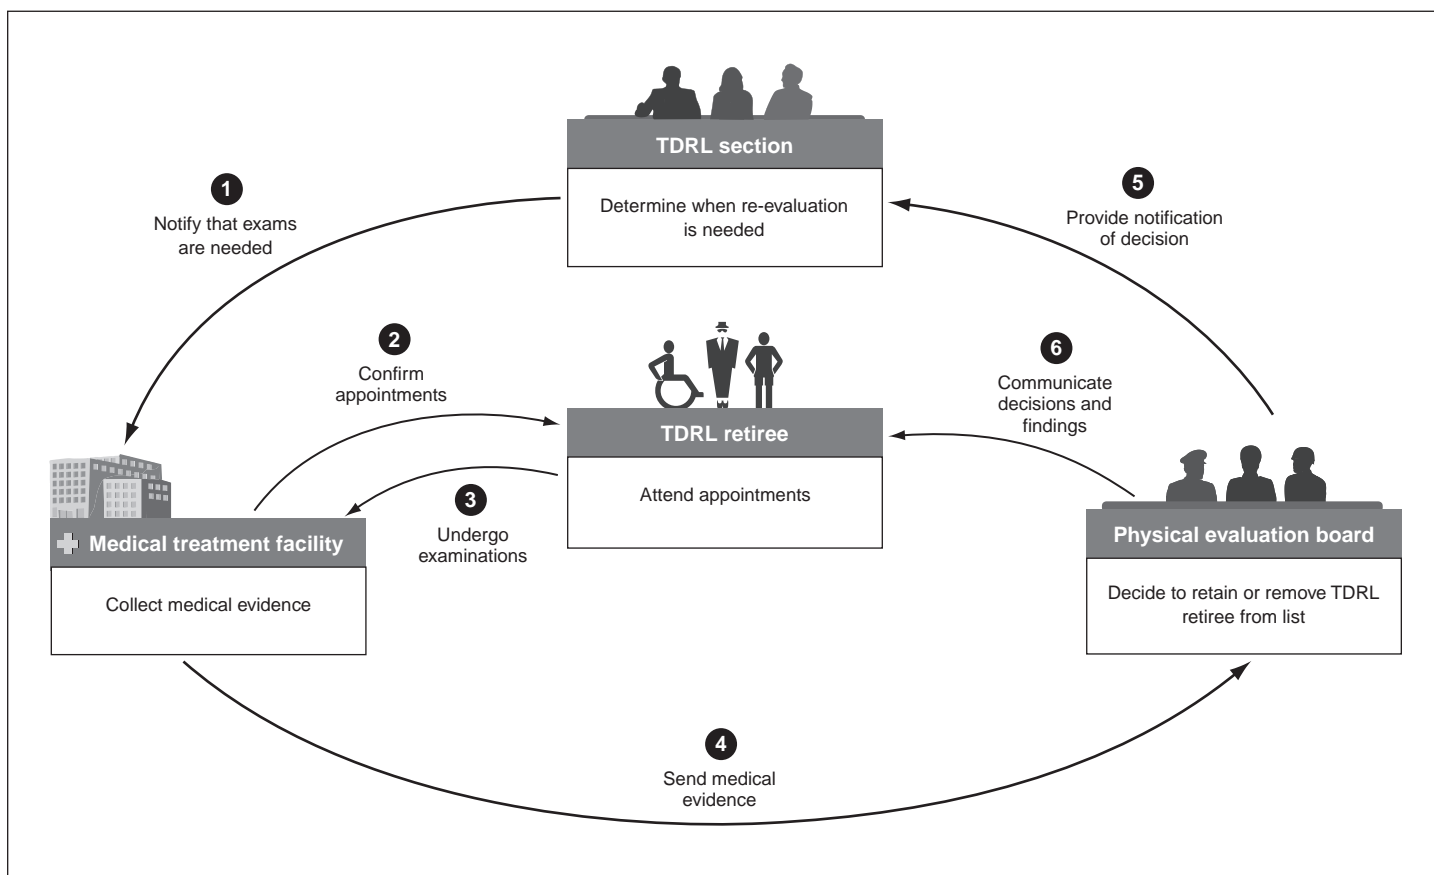 TDRL section
Determine when re-evaluation
is needed
1
Notify that exams
are needed
5
Provide notification
of decision
2
Confirm
appointments
6
Communicate
decisions and
findings
TDRL retiree
Attend appointments
3
Undergo
examinations
Medical treatment facility
Collect medical evidence
Physical evaluation board
Decide to retain or remove TDRL
retiree from list
4
Send medical
evidence